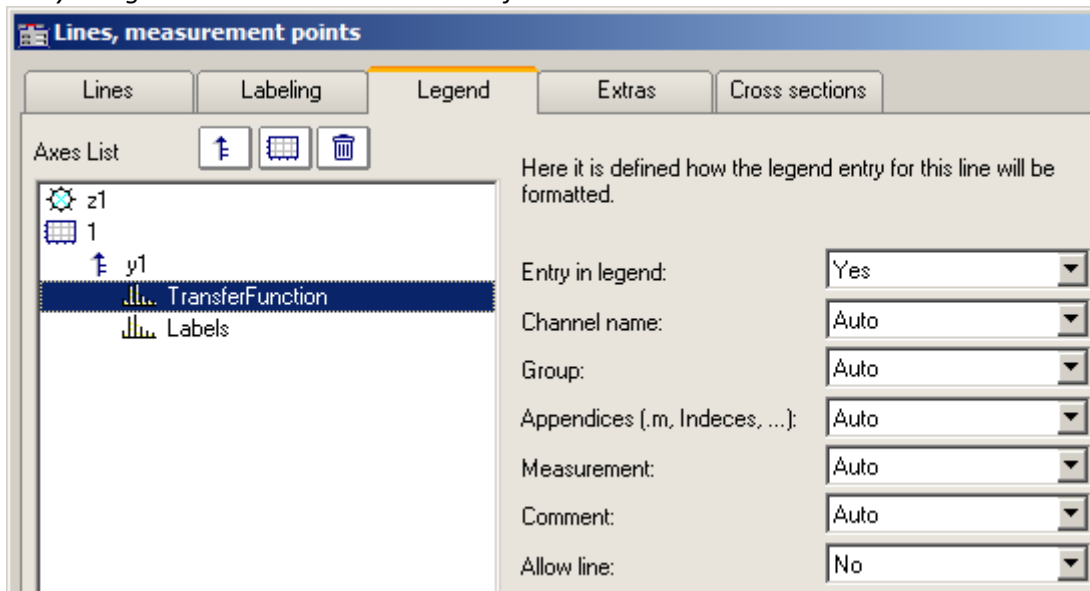 Lines, measurement points
Lines
Labeling
Legend
Extras
Cross sections
Axes List
Here it is defined how the legend entry for this line will be
formatted.
z1
1
y1
TransferFunction
Labels
Entry in legend: Yes
Channel name: Auto
Group: Auto
Appendices (.m, Indeces, ...): Auto
Measurement: Auto
Comment: Auto
Allow line: No